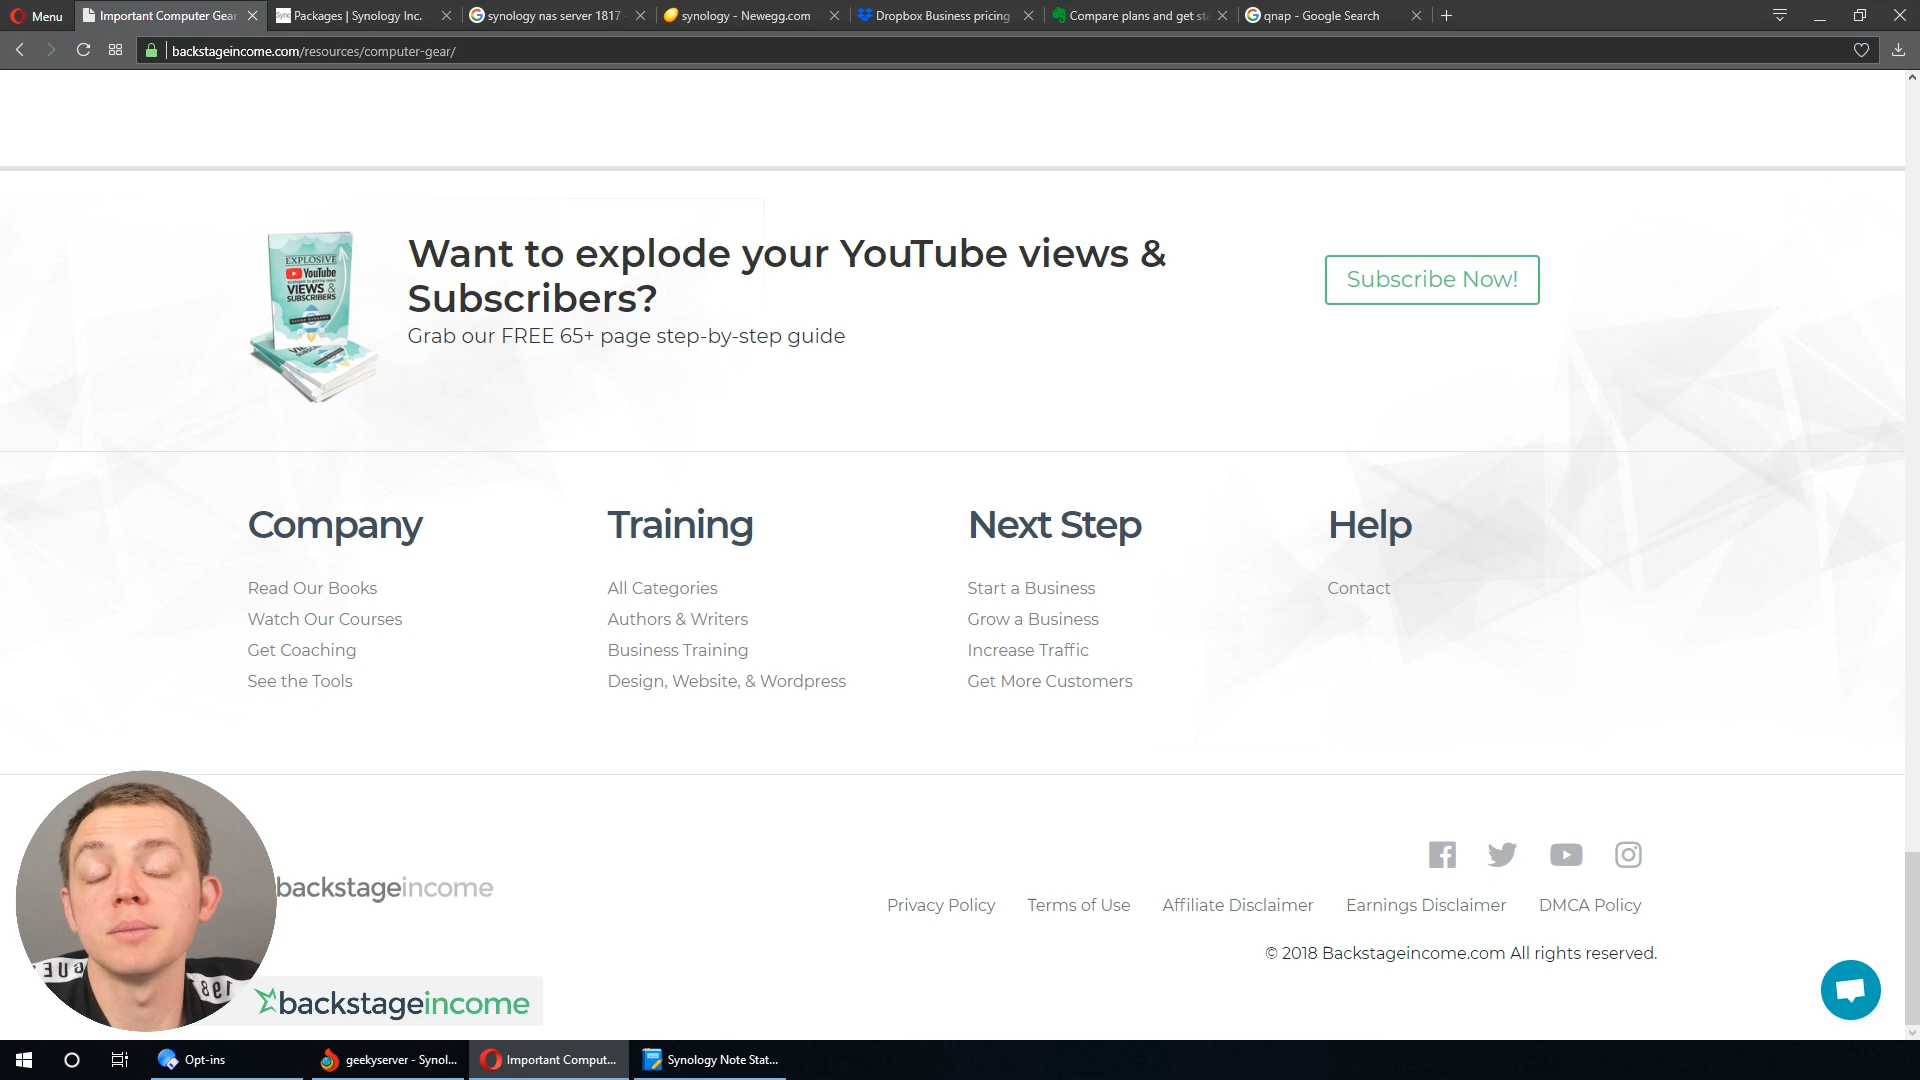 Menu
Important Computer Gear
Packages | Synology Inc.
synology nas server 1817
synology - Newegg.com
Dropbox Business pricing
Compare plans and get sta
qnap - Google Search
backstageincome.com/resources/computer-gear/
EXPLOSIVE
YouTube
VIEWS &
SUBSCRIBERS
Want to explode your YouTube views &
Subscribers?
Grab our FREE 65+ page step-by-step guide
Subscribe Now!
Company
Read Our Books
Watch Our Courses
Get Coaching
See the Tools
Training
All Categories
Authors & Writers
Business Training
Design, Website, & Wordpress
Next Step
Start a Business
Grow a Business
Increase Traffic
Get More Customers
Help
Contact
backstageincome
Privacy Policy
Terms of Use
Affiliate Disclaimer
Earnings Disclaimer
DMCA Policy
© 2018 Backstageincome.com All rights reserved.
backstageincome
Opt-ins
geekyserver - Synol...
Important Comput...
Synology Note Stat...